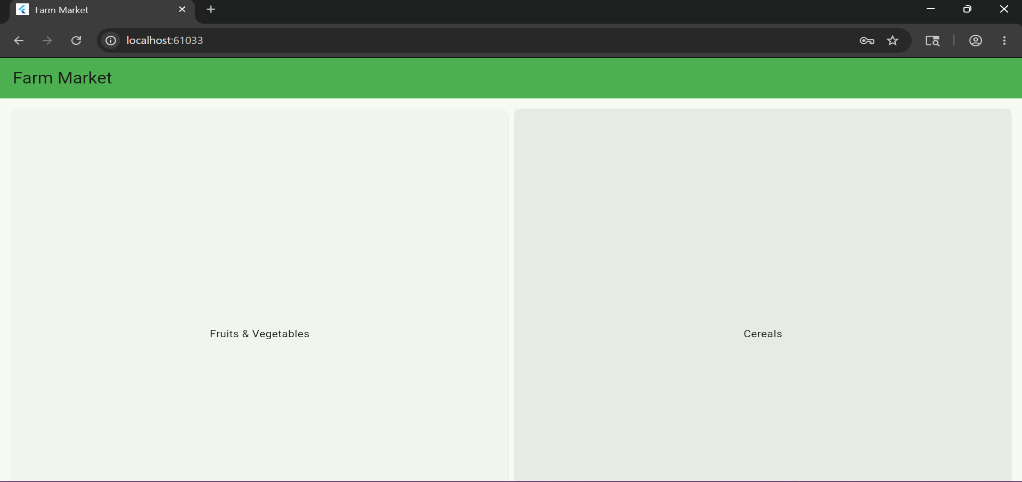 Farm Market
localhost:61033
Farm Market
Fruits & Vegetables
Cereals